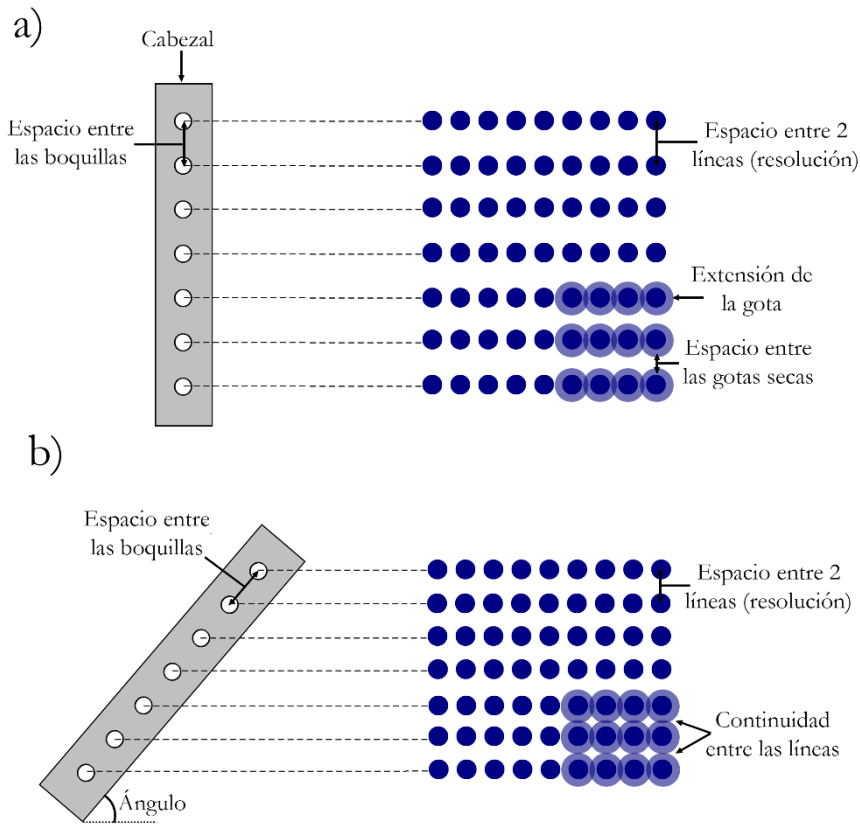 a)
Cabezal
Espacio entre
las boquillas
Espacio entre 2
líneas (resolución)
Extensión de
la gota
Espacio entre
las gotas secas
b)
Espacio entre
las boquillas
Espacio entre 2
líneas (resolución)
Continuidad
entre las líneas
Ángulo